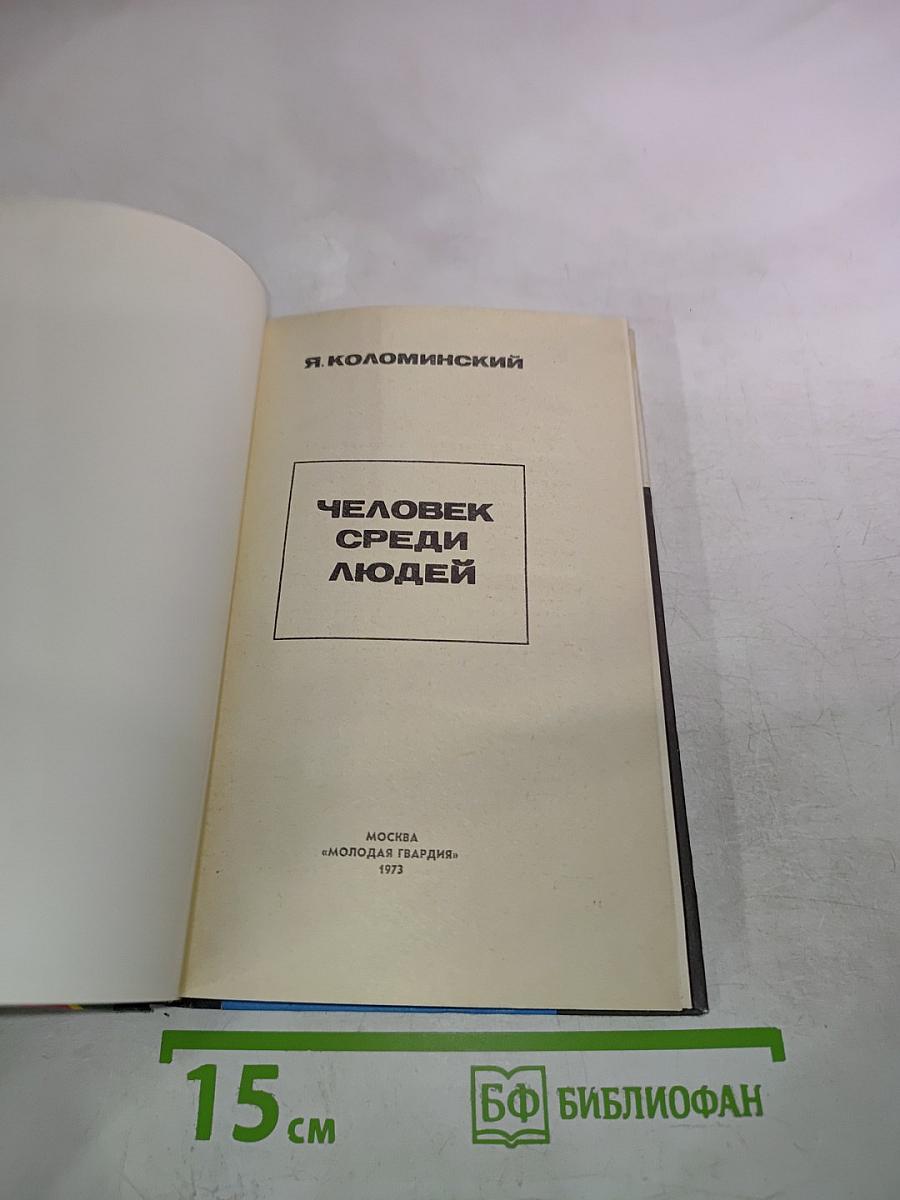 Я. КОЛОМИНСКИЙ
ЧЕЛОВЕК
СРЕДИ
ЛЮДЕЙ
МОСКВА
«МОЛОДАЯ ГВАРДИЯ»
1973
15 см
БФ БИБЛИОФАН